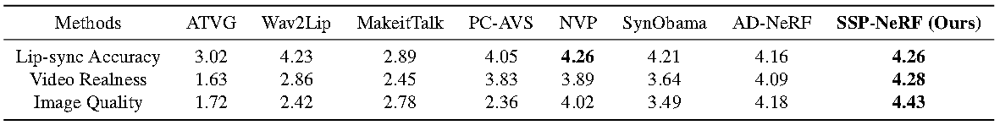 Methods ATVG Wav2Lip MakeitTalk PC-AVS NVP SynObama AD-NeRF SSP-NeRF (Ours)
Lip-sync Accuracy 3.02 4.23 2.89 4.05 4.26 4.21 4.16 4.26
Video Realness 1.63 2.86 2.45 3.83 3.89 3.64 4.09 4.28
Image Quality 1.72 2.42 2.78 2.36 4.02 3.49 4.18 4.43